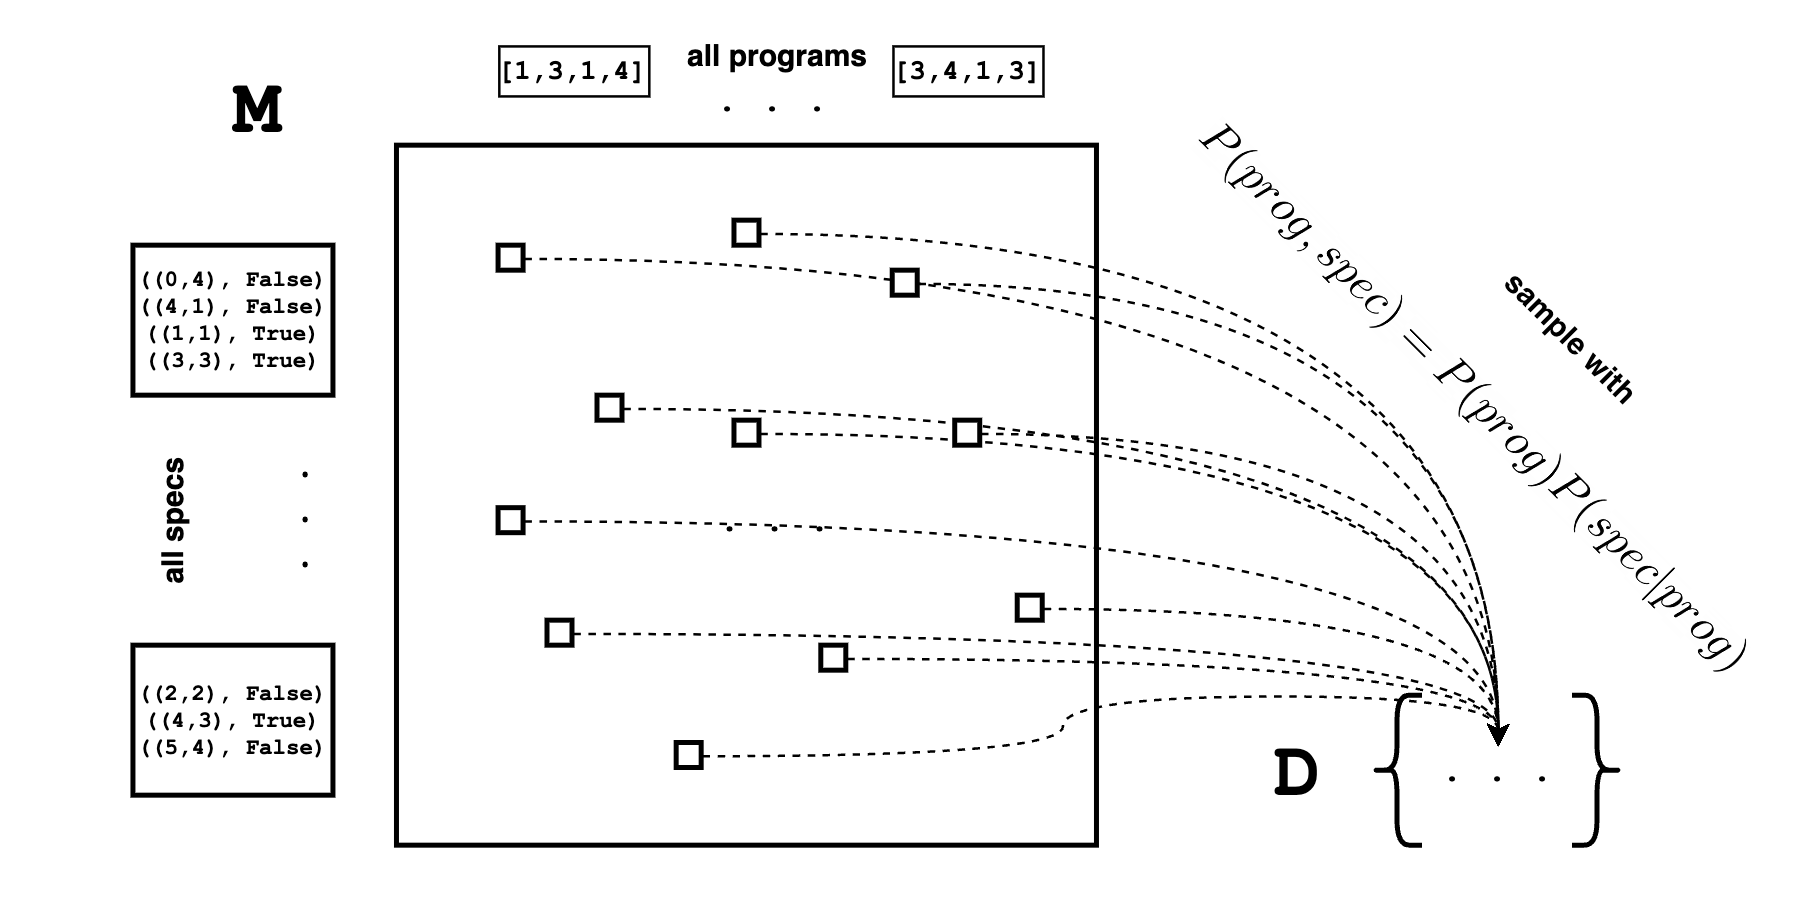 all programs
[1,3,1,4]
. . .
[3,4,1,3]
M
((0,4), False)
((4,1), False)
((1,1), True)
((3,3), True)
all specs
. . .
((2,2), False)
((4,3), True)
((5,4), False)
. . .
P(prog, spec) = P(prog)P(spec|prog)
sample with
D { . . . }